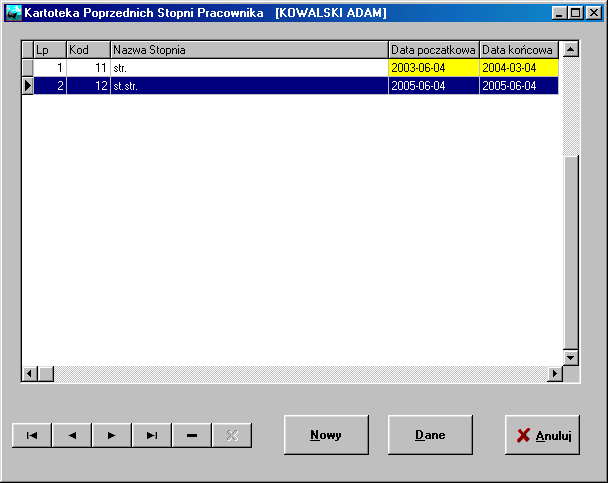 Kartoteka Poprzednich Stopni Pracownika [KOWALSKI ADAM]
Lp Kod Nazwa Stopnia Data poczatkowa Data końcowa
1 11 str. 2003-06-04 2004-03-04
2 12 st.str. 2005-06-04 2005-06-04
Nowy Dane Anuluj